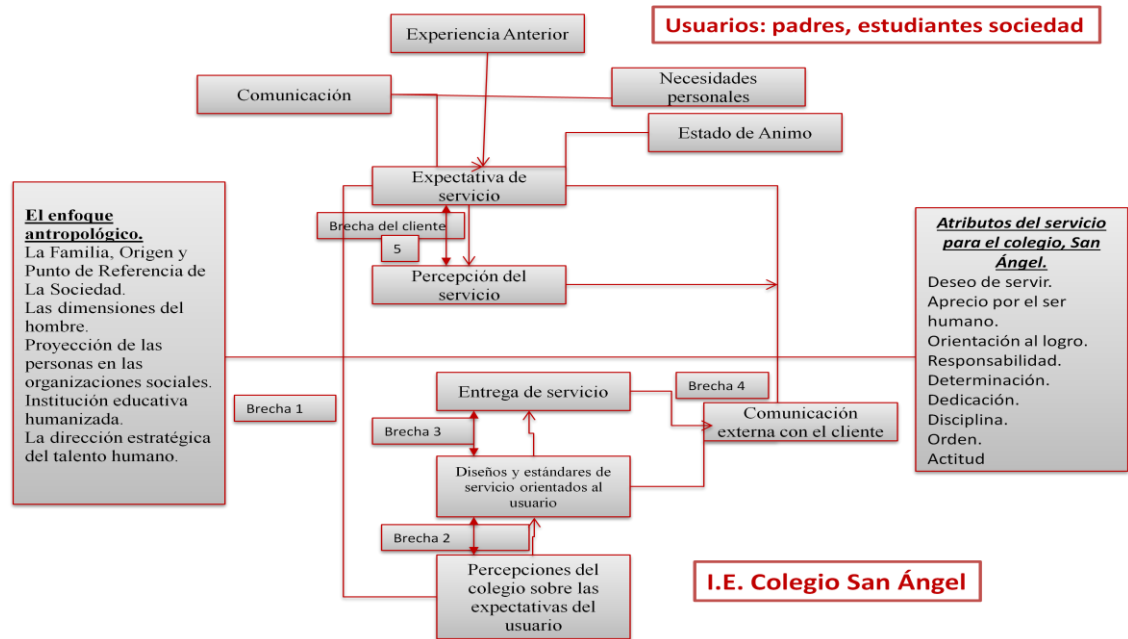 Usuarios: padres, estudiantes sociedad
Experiencia Anterior
Comunicación
Necesidades
personales
Estado de Animo
Expectativa de
servicio
Brecha del cliente
5
Percepción del
servicio
El enfoque
antropológico.
La Familia, Origen y
Punto de Referencia de
La Sociedad.
Las dimensiones del
hombre.
Proyección de las
personas en las
organizaciones sociales.
Institución educativa
humanizada.
La dirección estratégica
del talento humano.
Atributos del servicio
para el colegio, San
Ángel.
Deseo de servir.
Aprecio por el ser
humano.
Orientación al logro.
Responsabilidad.
Determinación.
Dedicación.
Disciplina.
Orden.
Actitud
Brecha 1
Entrega de servicio
Brecha 4
Comunicación
externa con el cliente
Brecha 3
Diseños y estándares de
servicio orientados al
usuario
Brecha 2
Percepciones del
colegio sobre las
expectativas del
usuario
I.E. Colegio San Ángel